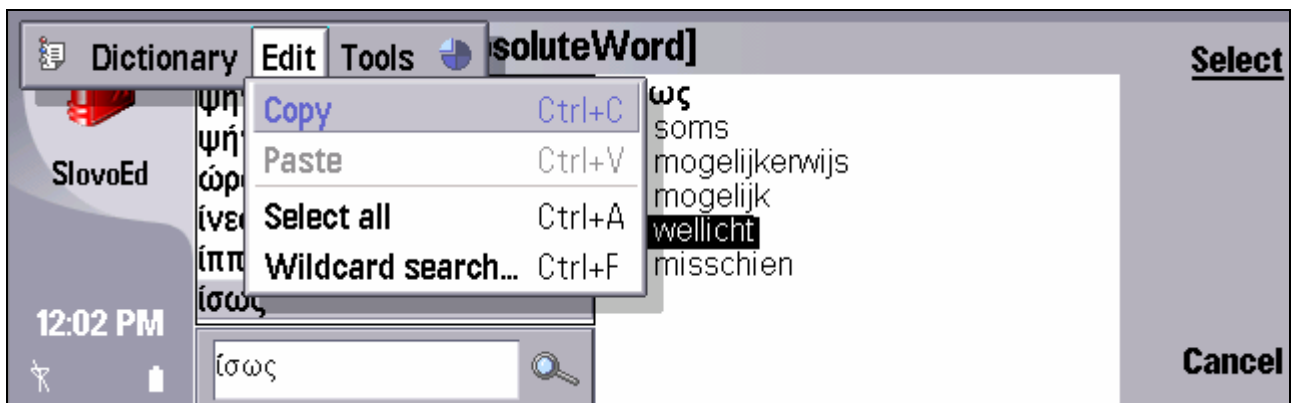 Dictionary Edit Tools
soluteWord]
Select
Copy Ctrl+C
Paste Ctrl+V
Select all Ctrl+A
Wildcard search... Ctrl+F
SlovoEd
12:02 PM
ίσως
ίσως
soms
mogelijkerwijs
mogelijk
wellicht
misschien
Cancel